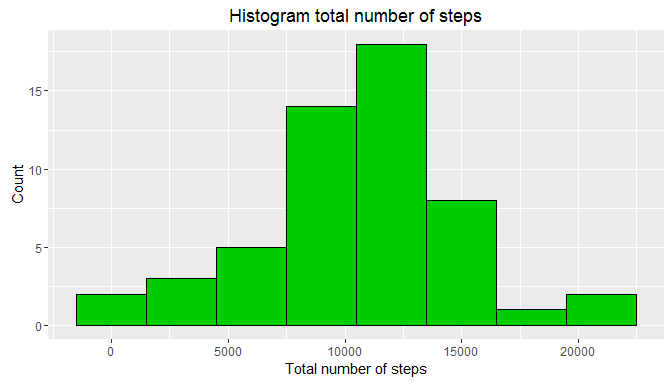 Histogram total number of steps
Count
15
10
5
0
0 5000 10000 15000 20000
Total number of steps